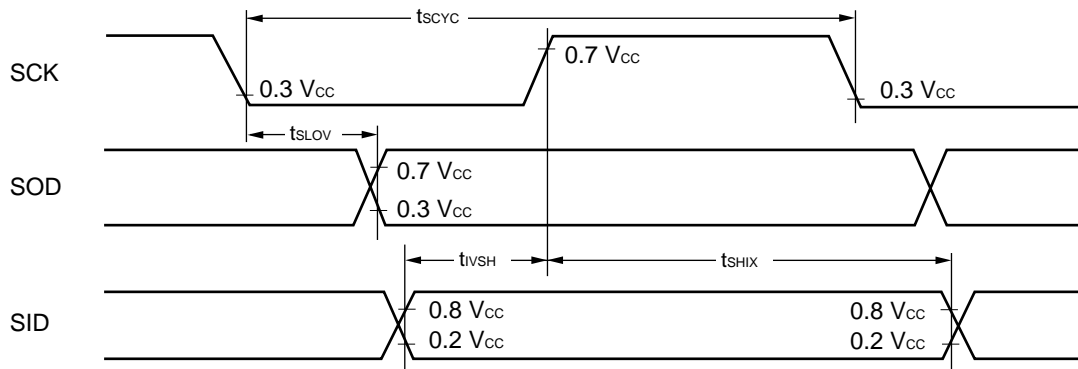 tSCYC
SCK
0.3 VCC
0.7 VCC
0.3 VCC
tSLOV
SOD
0.7 VCC
0.3 VCC
tIVSH
tSHIX
SID
0.8 VCC
0.8 VCC
0.2 VCC
0.2 VCC